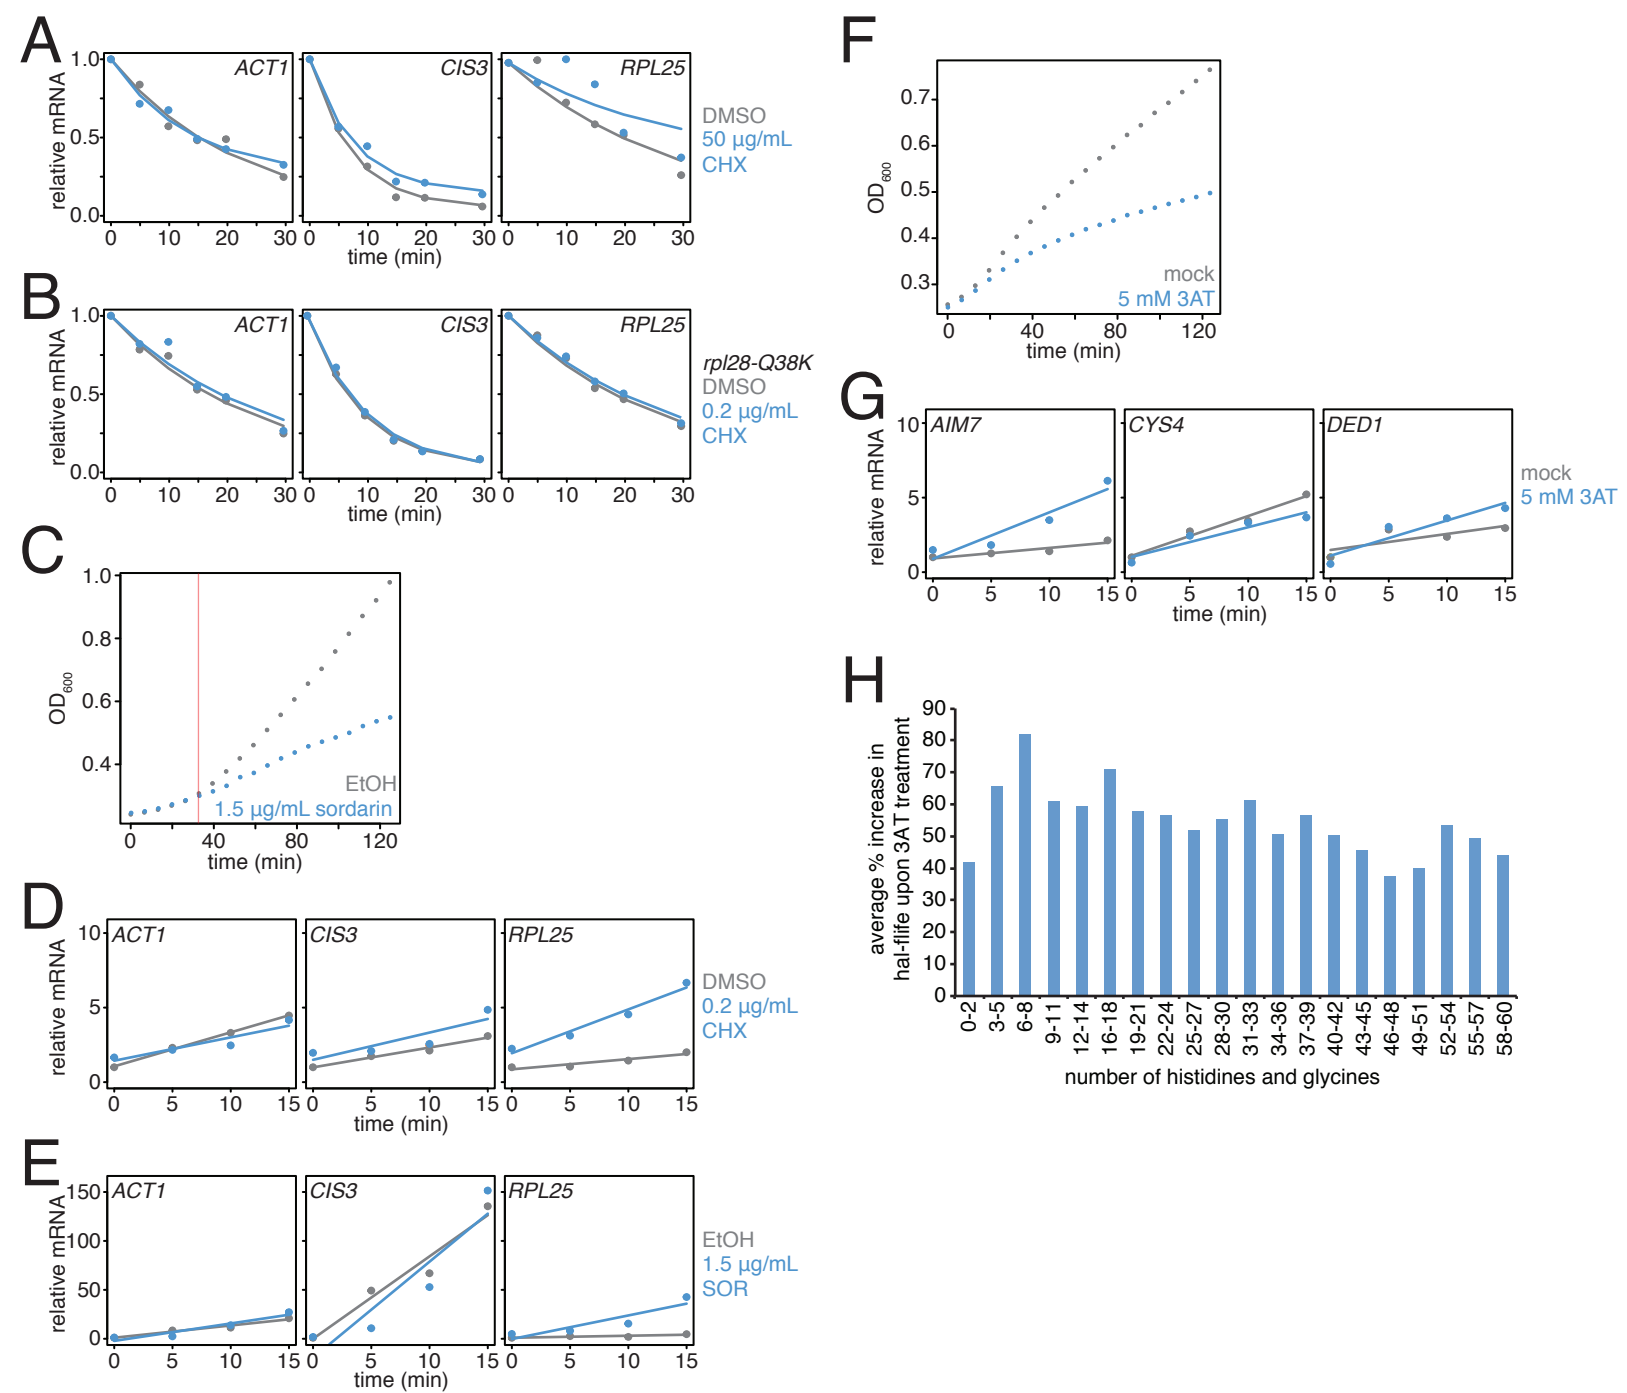 A
relative mRNA
1.0
0.5
0.0
ACT1
CIS3
RPL25
0 10 20 30 0 10 20 30 0 10 20 30
time (min)
DMSO
50 µg/mL
CHX
B
relative mRNA
1.0
0.5
0.0
ACT1
CIS3
RPL25
0 10 20 30 0 10 20 30 0 10 20 30
time (min)
rpl28-Q38K
DMSO
0.2 µg/mL
CHX
C
OD600
1.0
0.8
0.6
0.4
EtOH
1.5 µg/mL sordarin
0 40 80 120
time (min)
D
relative mRNA
10
5
0
ACT1
CIS3
RPL25
0 5 10 15 0 5 10 15 0 5 10 15
time (min)
DMSO
0.2 µg/mL
CHX
E
relative mRNA
150
100
50
0
ACT1
CIS3
RPL25
0 5 10 15 0 5 10 15 0 5 10 15
time (min)
EtOH
1.5 µg/mL
SOR
F
OD600
0.7
0.6
0.5
0.4
0.3
mock
5 mM 3AT
0 40 80 120
time (min)
G
relative mRNA
10
5
0
AIM7
CYS4
DED1
0 5 10 15 0 5 10 15 0 5 10 15
time (min)
mock
5 mM 3AT
H
average % increase in
hal-flife upon 3AT treatment
90
80
70
60
50
40
30
20
10
0
0-2 3-5 6-8 9-11 12-14 16-18 19-21 22-24 25-27 28-30 31-33 34-36 37-39 40-42 43-45 46-48 49-51 52-54 55-57 58-60
number of histidines and glycines